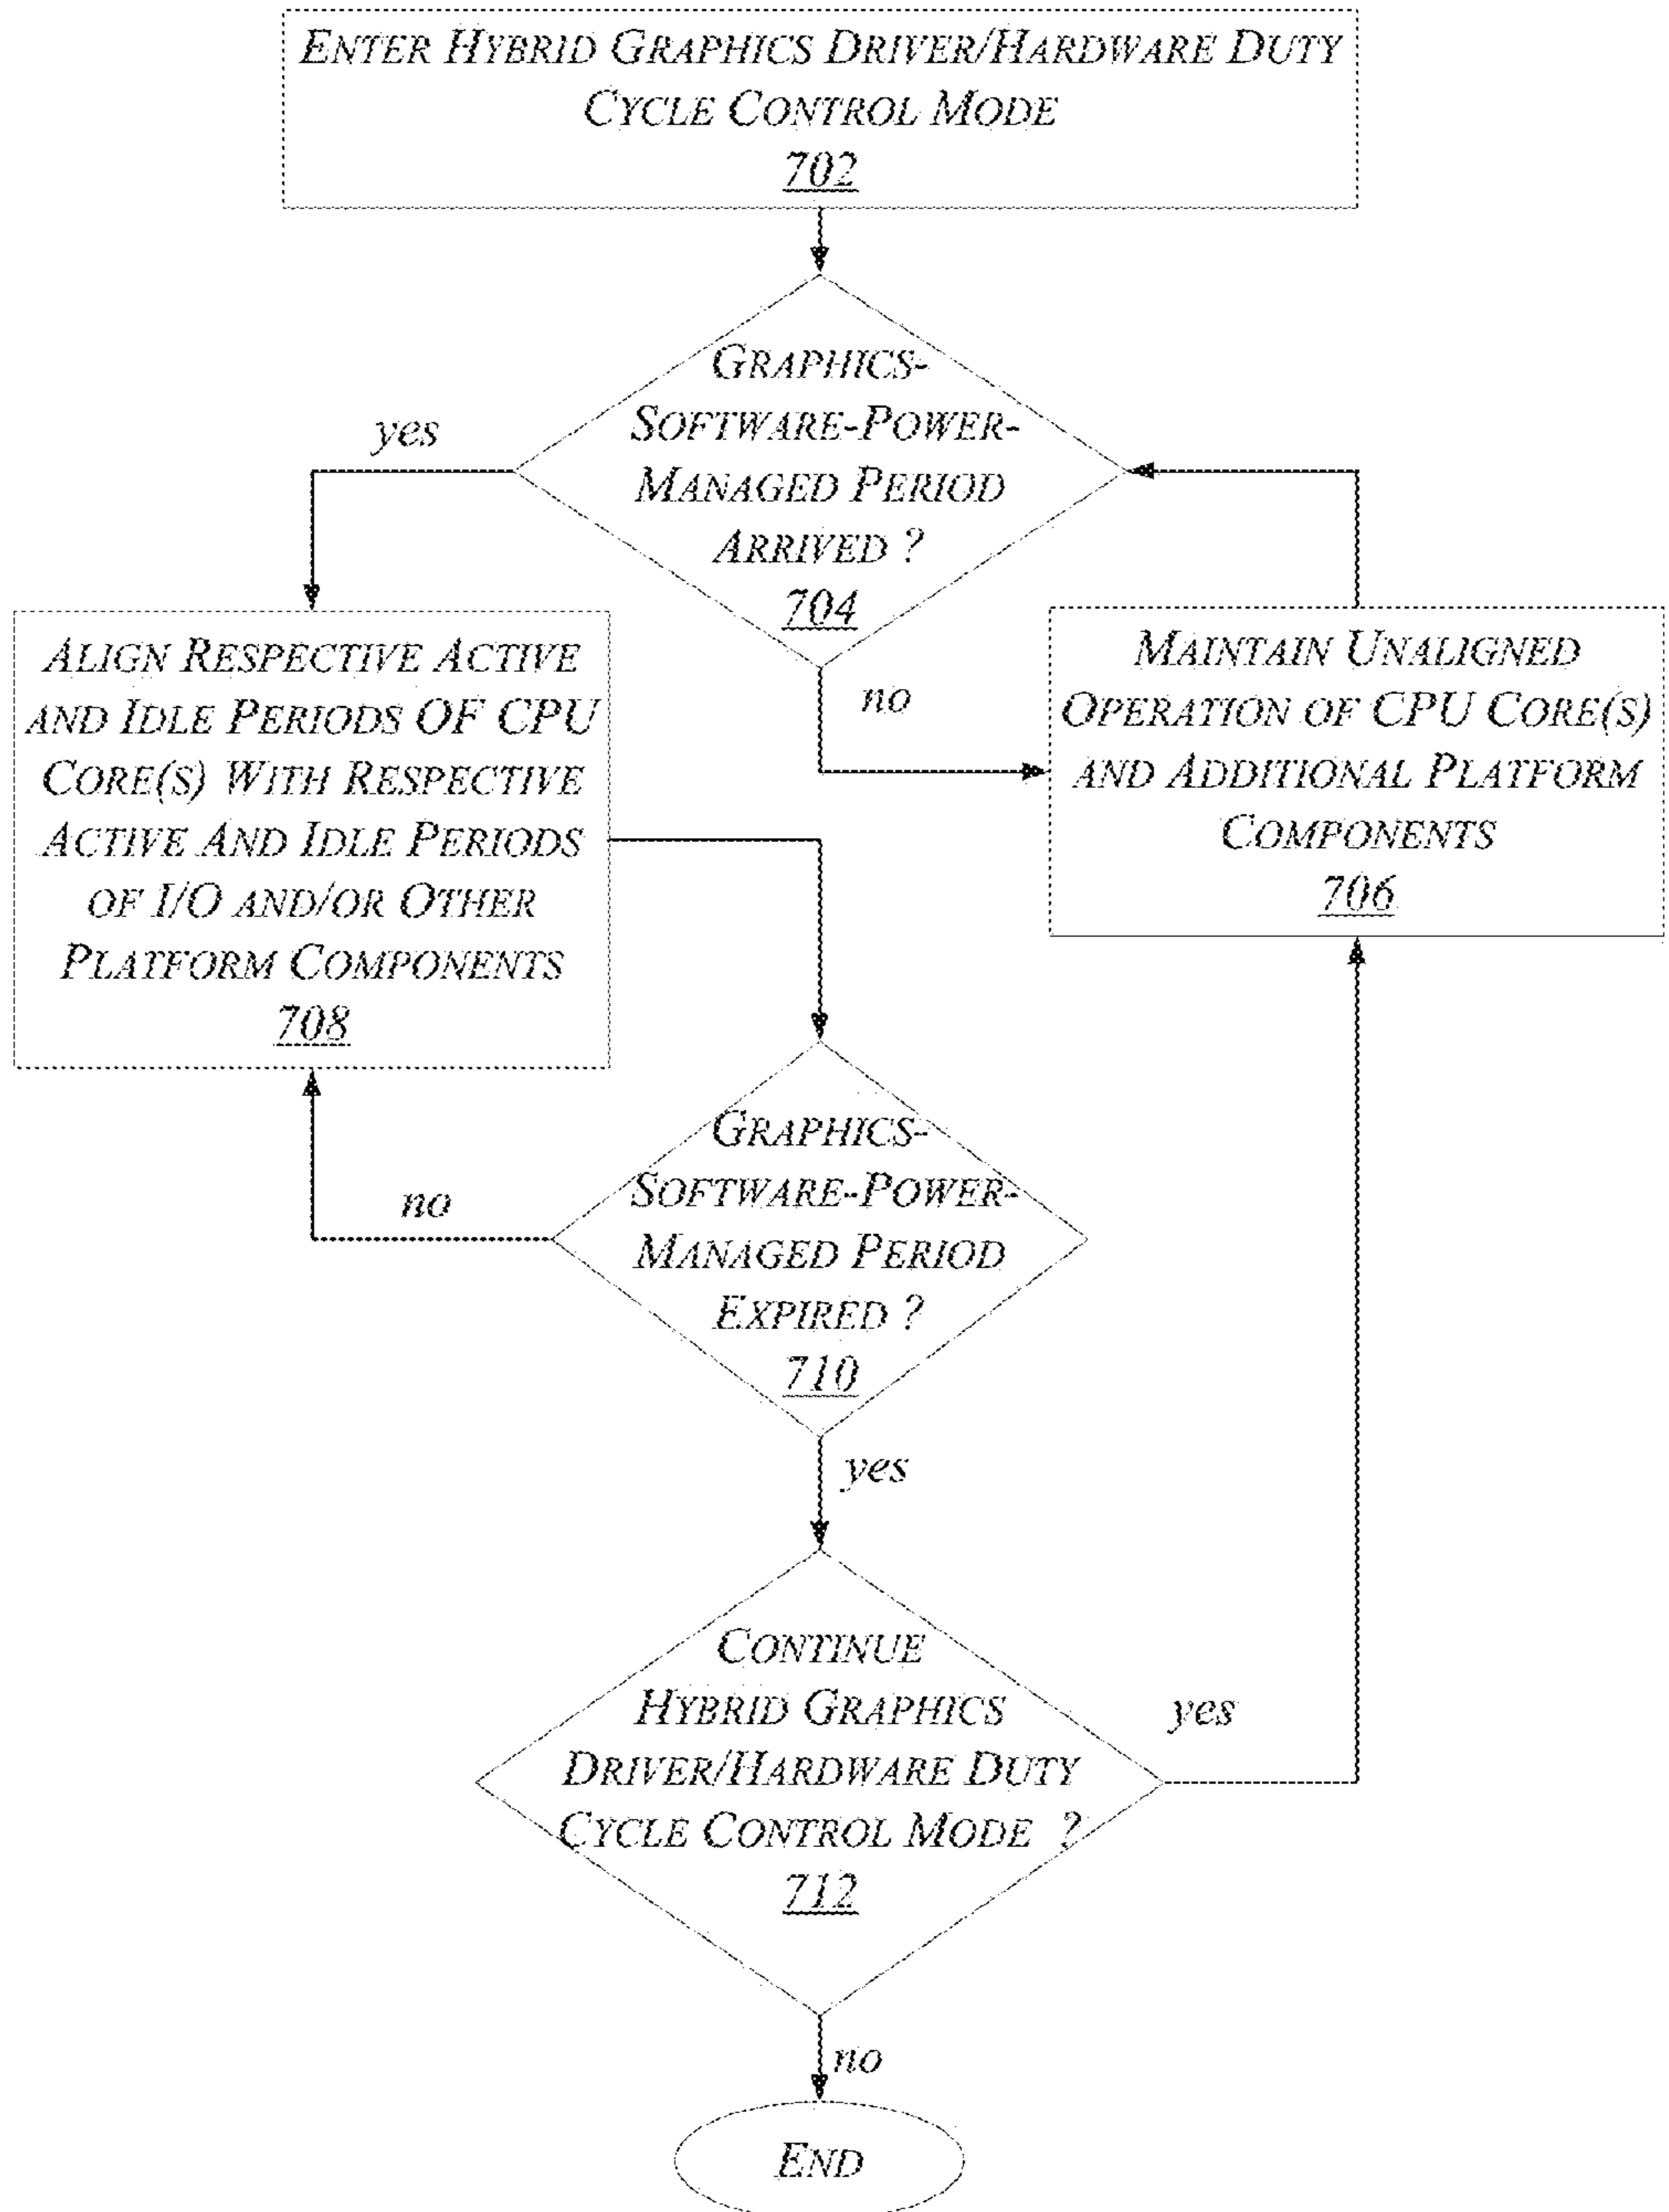 ENTER HYBRID GRAPHICS DRIVER/HARDWARE DUTY
CYCLE CONTROL MODE
702
GRAPHICS-
SOFTWARE-POWER-
MANAGED PERIOD
ARRIVED ?
704
yes
no
ALIGN RESPECTIVE ACTIVE
AND IDLE PERIODS OF CPU
CORE(S) WITH RESPECTIVE
ACTIVE AND IDLE PERIODS
OF I/O AND/OR OTHER
PLATFORM COMPONENTS
708
MAINTAIN UNALIGNED
OPERATION OF CPU CORE(S)
AND ADDITIONAL PLATFORM
COMPONENTS
706
GRAPHICS-
SOFTWARE-POWER-
MANAGED PERIOD
EXPIRED ?
710
no
yes
CONTINUE
HYBRID GRAPHICS
DRIVER/HARDWARE DUTY
CYCLE CONTROL MODE ?
712
yes
no
END